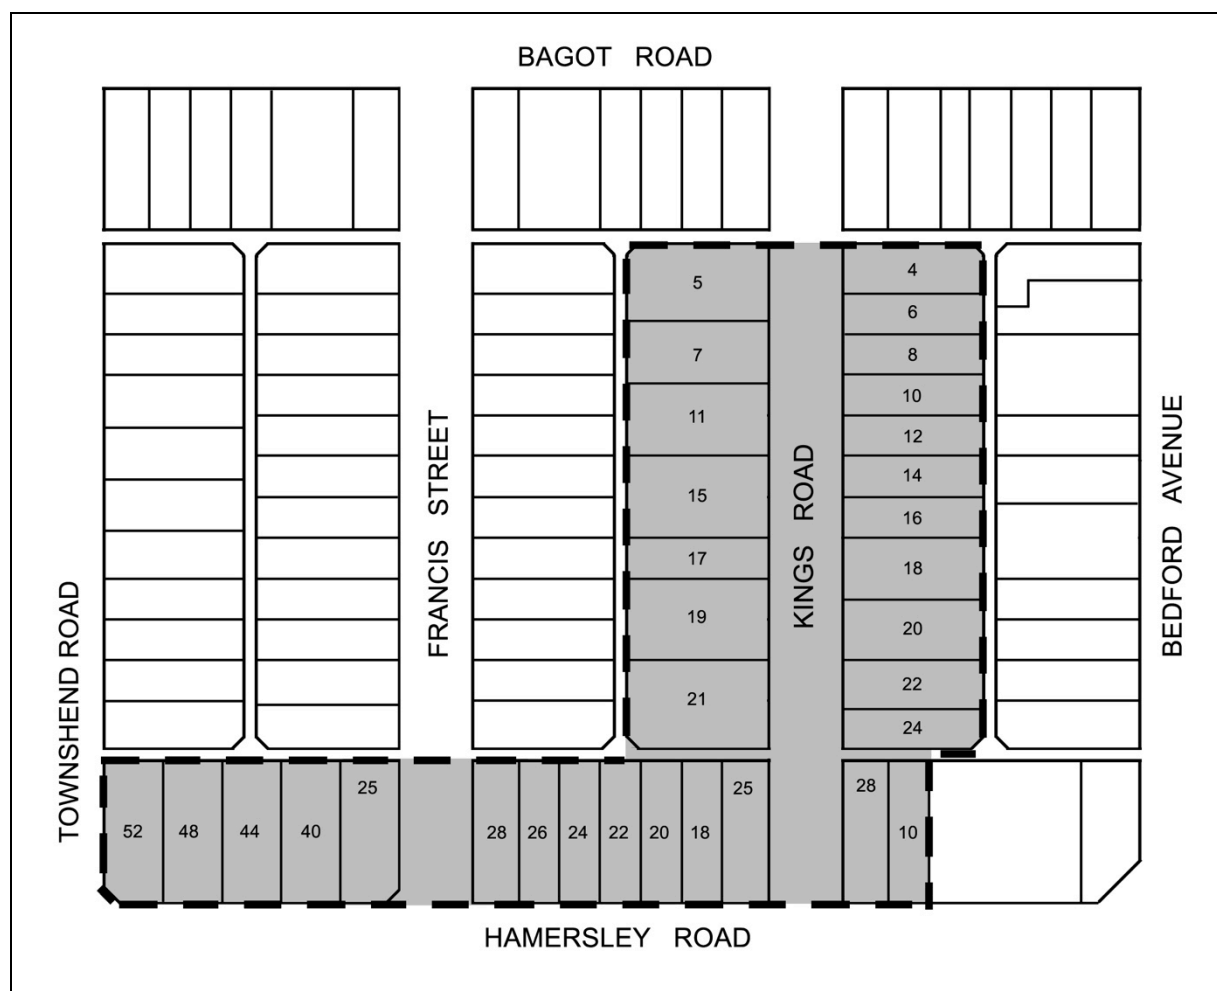 BAGOT ROAD
5
4
6
7
8
10
11
12
14
15
16
17
18
19
20
21
22
24
FRANCIS STREET
KINGS ROAD
BEDFORD AVENUE
TOWNSHEND ROAD
52 48 44 40 25 28 26 24 22 20 18 25 28 10
HAMERSLEY ROAD